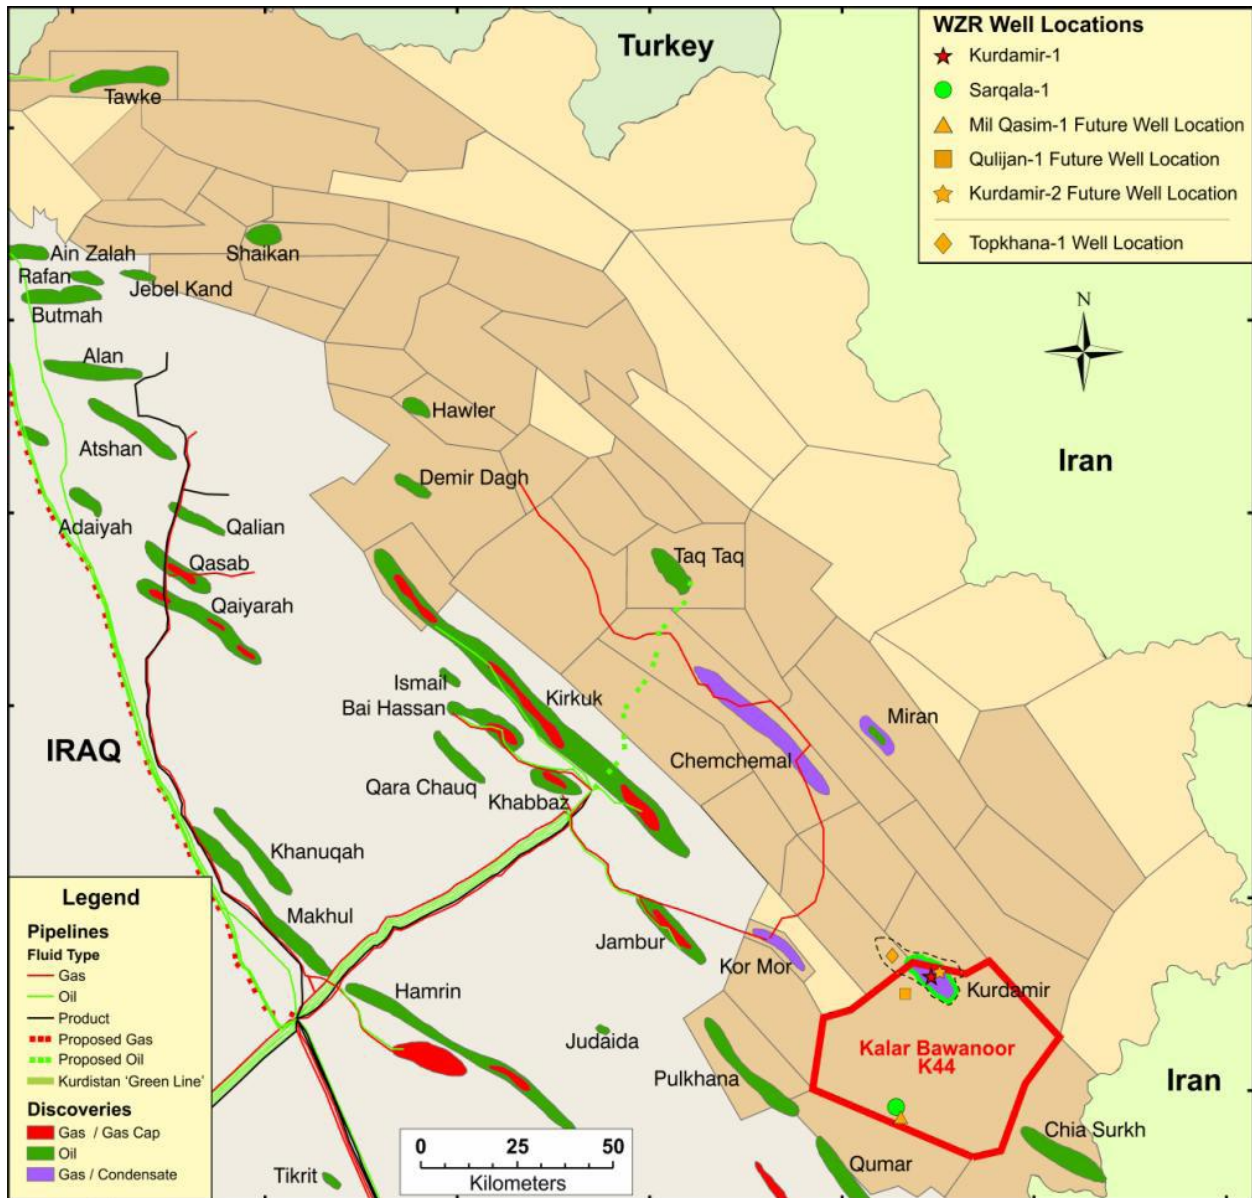 Turkey
WZR Well Locations
Kurdamir-1
Sarqala-1
Mil Qasim-1 Future Well Location
Qulijan-1 Future Well Location
Kurdamir-2 Future Well Location
Topkhana-1 Well Location
Tawke
Ain Zalah
Shaikan
Rafan
Jebel Kand
Butmah
N
Alan
Hawler
Atshan
Iran
Demir Dagh
Adaiyah
Qalian
Qasab
Taq Taq
Qaiyarah
Ismail
Kirkuk
Bai Hassan
Miran
IRAQ
Chemchemal
Qara Chauq
Khabbaz
Khanuqah
Makhul
Jambur
Kor Mor
Hamrin
Kurdamir
Judaida
Kalar Bawanoor
K44
Pulkhana
Iran
Chia Surkh
Qumar
Tikrit
Legend
Pipelines
Fluid Type
Gas
Oil
Product
Proposed Gas
Proposed Oil
Kurdistan 'Green Line'
Discoveries
Gas / Gas Cap
Oil
Gas / Condensate
0 25 50
Kilometers